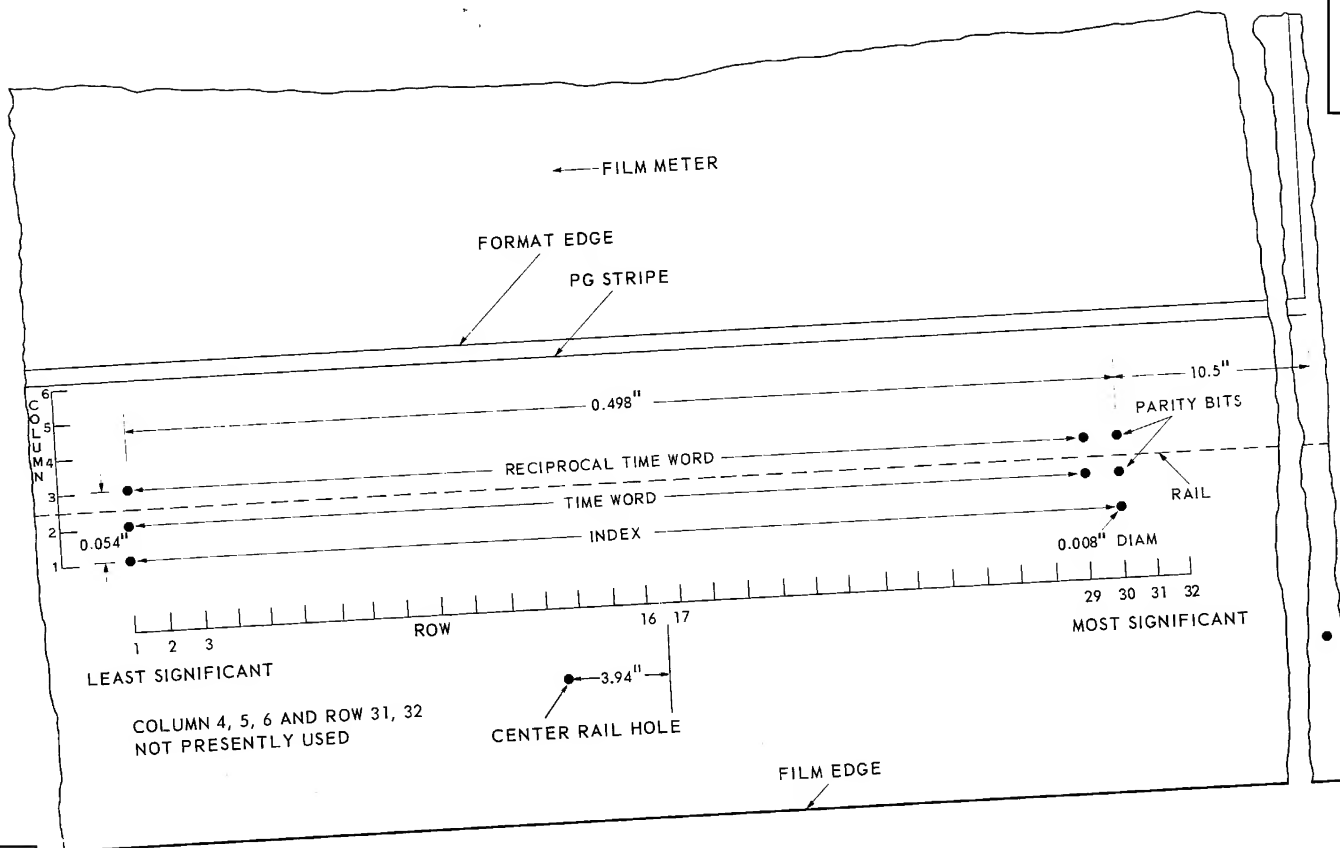 FILM METER
FORMAT EDGE
PG STRIPE
COLUMN
6
5
4
3
2
1
0.498"
10.5"
PARITY BITS
RECIPROCAL TIME WORD
TIME WORD
RAIL
INDEX
0.054"
0.008" DIAM
1 2 3
ROW
16 17
29 30 31 32
LEAST SIGNIFICANT
MOST SIGNIFICANT
3.94"
COLUMN 4, 5, 6 AND ROW 31, 32
NOT PRESENTLY USED
CENTER RAIL HOLE
FILM EDGE